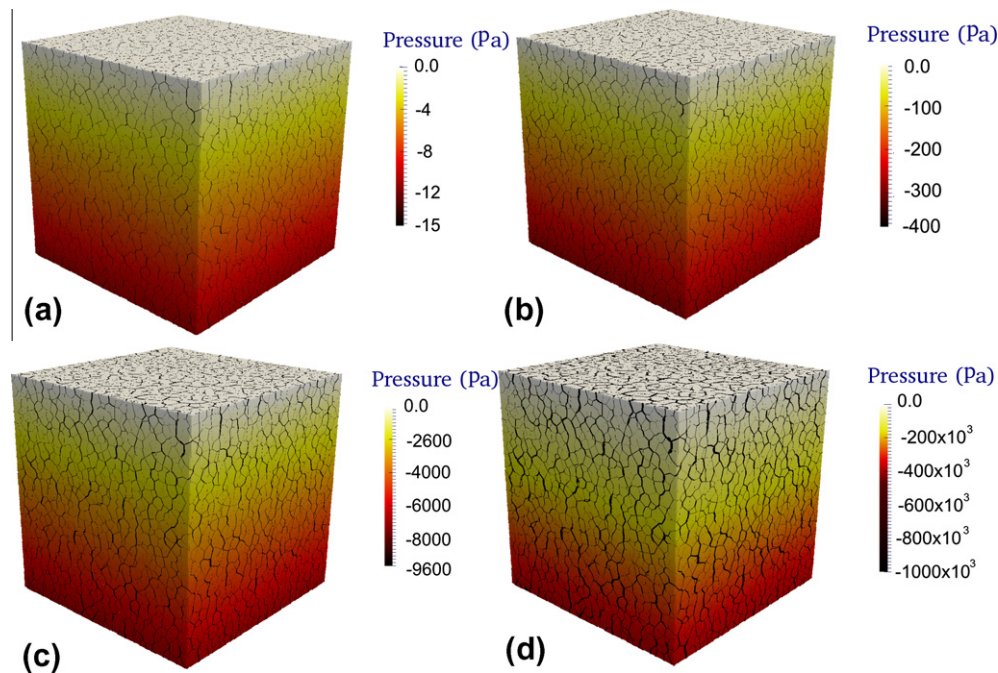 Pressure (Pa)
0.0
-4
-8
-12
-15
(a)
Pressure (Pa)
0.0
-100
-200
-300
-400
(b)
Pressure (Pa)
0.0
-2600
-4000
-6000
-8000
-9600
(c)
Pressure (Pa)
0.0
-200x10³
-400x10³
-600x10³
-800x10³
-1000x10³
(d)